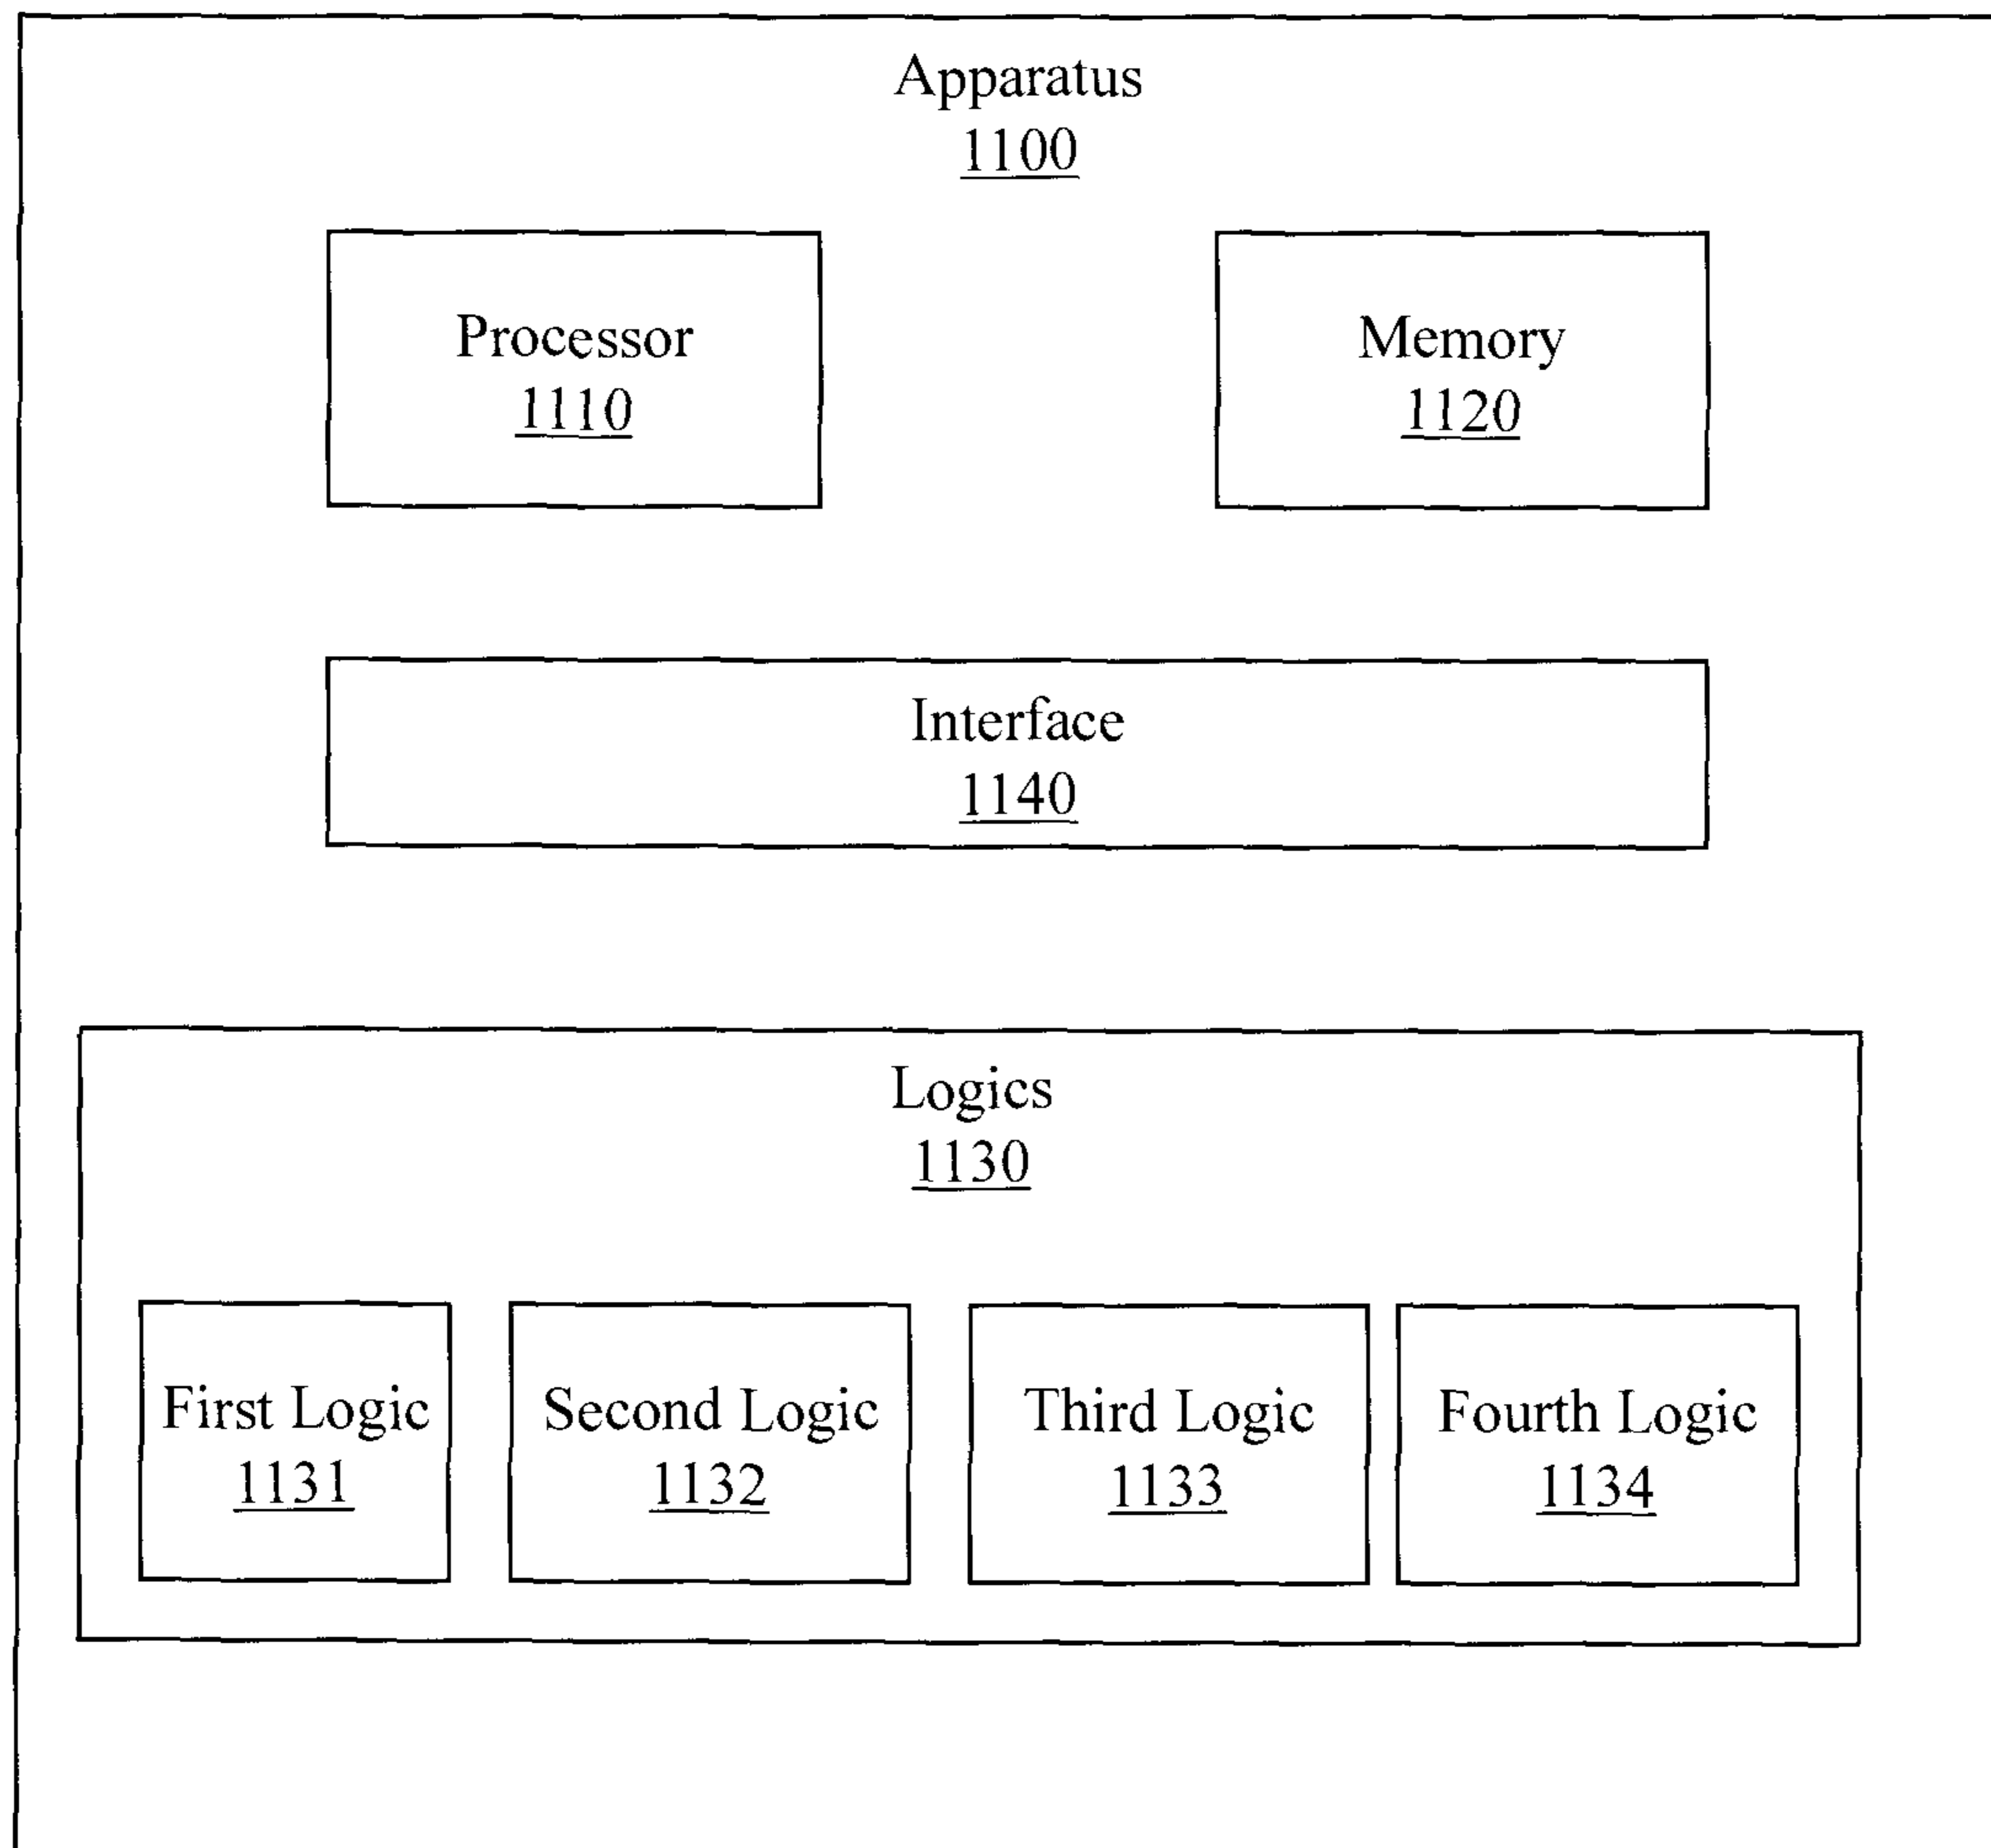 Apparatus
1100
Processor
1110
Memory
1120
Interface
1140
Logics
1130
First Logic
1131
Second Logic
1132
Third Logic
1133
Fourth Logic
1134